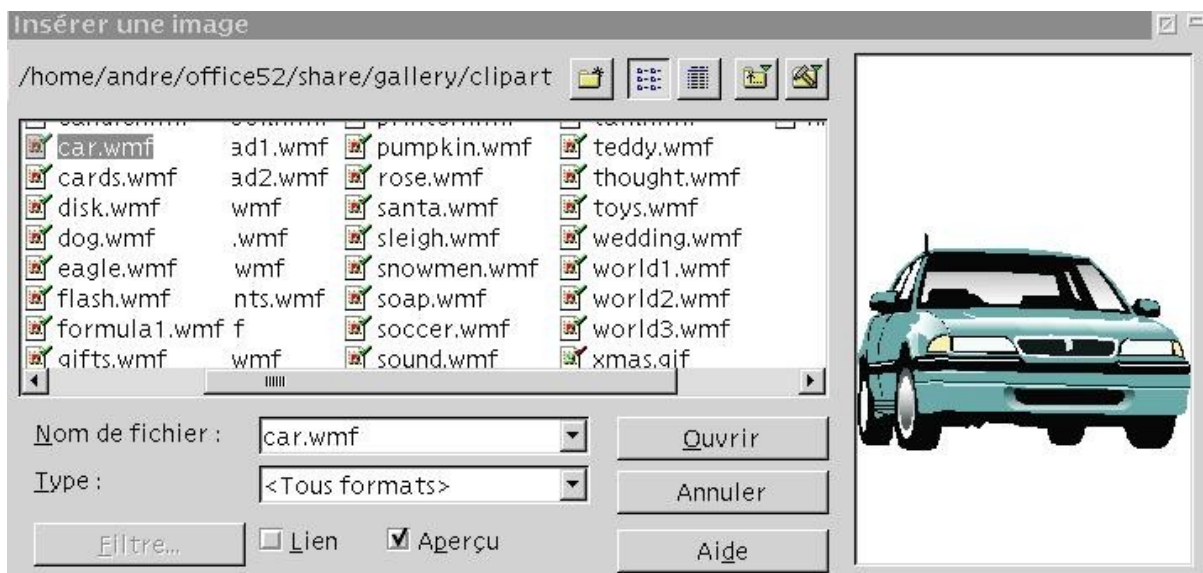 Insérer une image
/home/andre/office52/share/gallery/clipart
car.wmf ad1.wmf pumpkin.wmf teddy.wmf
cards.wmf ad2.wmf rose.wmf thought.wmf
disk.wmf wmf santa.wmf toys.wmf
dog.wmf .wmf sleigh.wmf wedding.wmf
eagle.wmf wmf snowmen.wmf world1.wmf
flash.wmf nts.wmf soap.wmf world2.wmf
formula1.wmf f soccer.wmf world3.wmf
gifts.wmf wmf sound.wmf xmas.gif
Nom de fichier : car.wmf Ouvrir
Type : <Tous formats> Annuler
Filtre... Lien Aperçu Aide